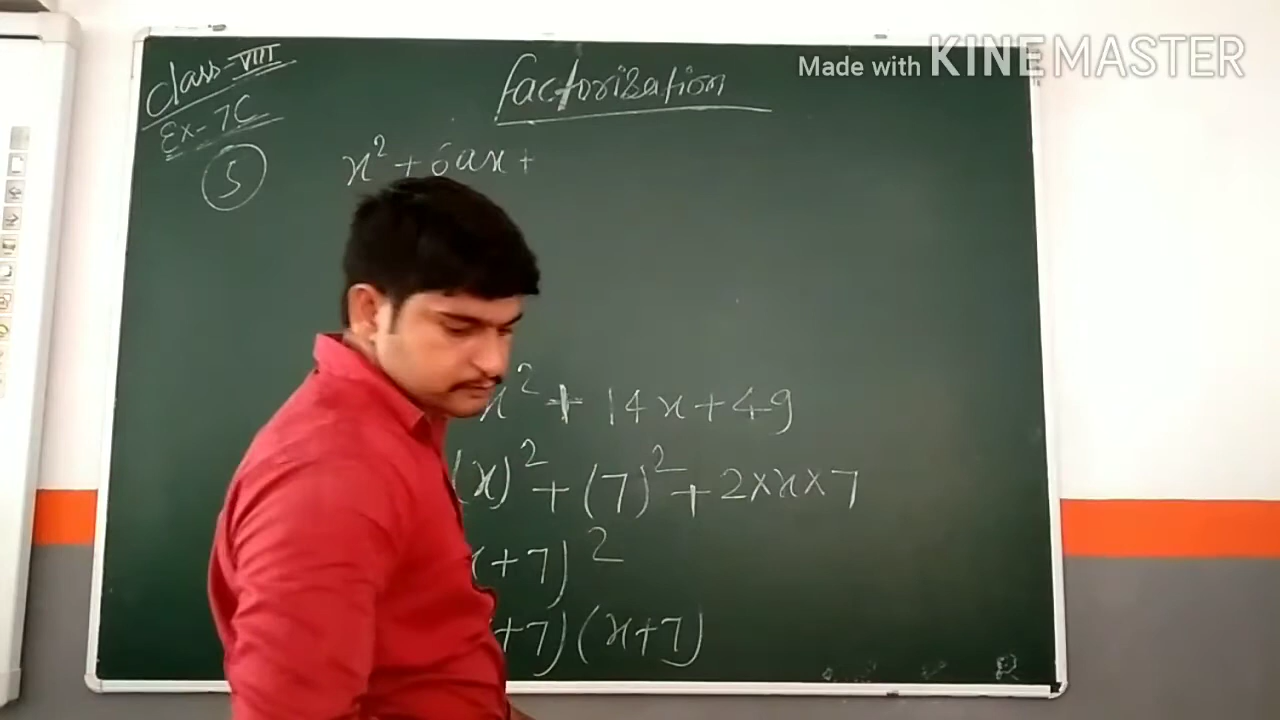 Made with KINEMASTER
Class-VIII
Ex-7C
Factorisation
5
x² + 6ax +
x² + 14x + 49
(x)² + (7)² + 2×x×7
+ 7)²
+7)(x+7)